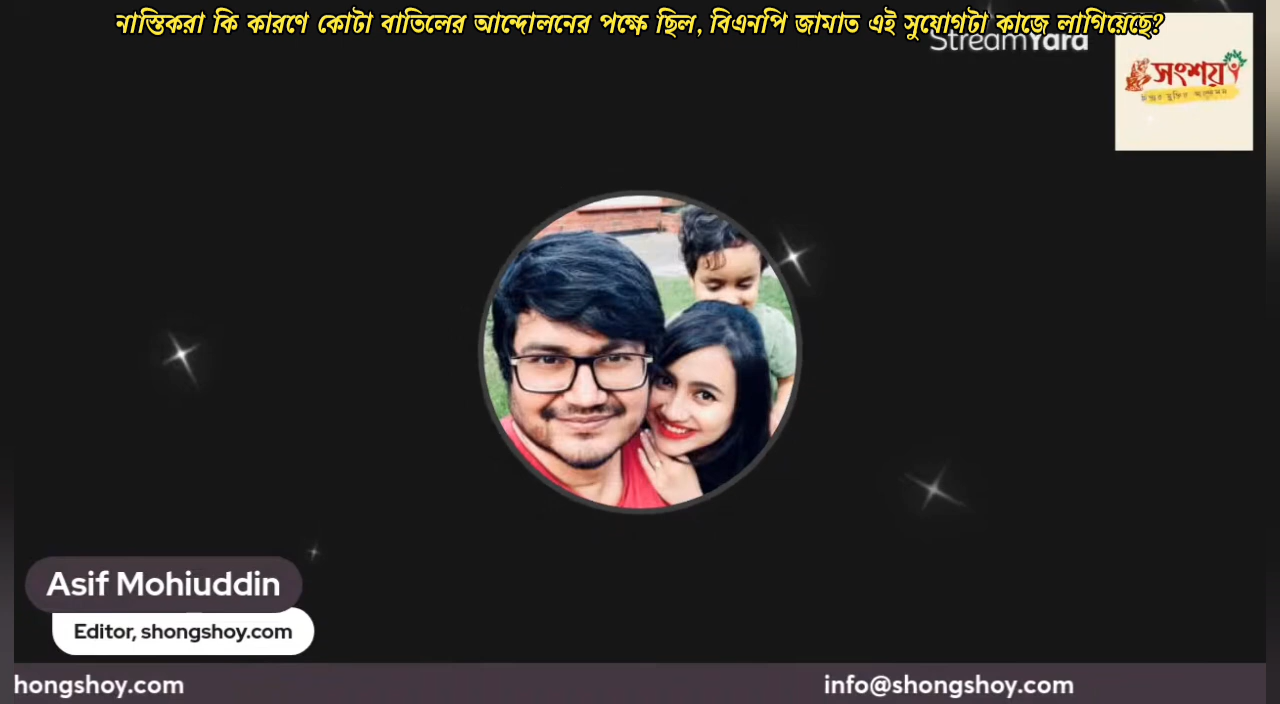 নাস্তিকরা কি কারণে কোটা বাতিলের আন্দোলনের পক্ষে ছিল, বিএনপি জামাত এই সুযোগটা কাজে লাগিয়েছে?
StreamYard
সংশয়
Asif Mohiuddin
Editor, shongshoy.com
hongshoy.com
info@shongshoy.com